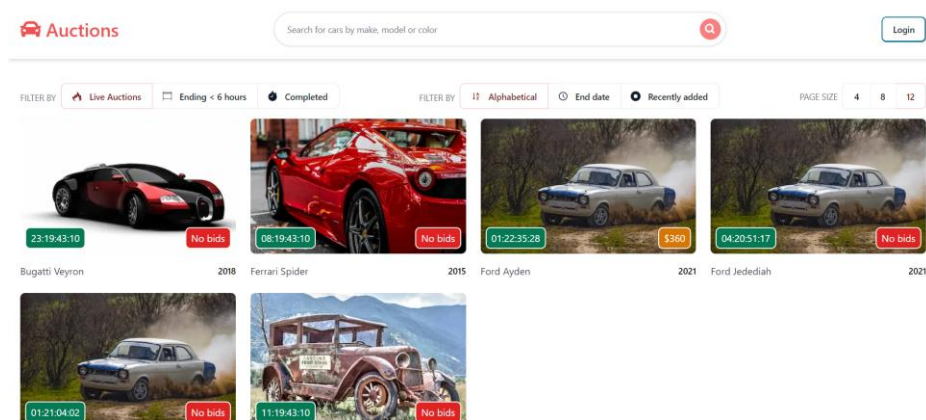 Auctions
Search for cars by make, model or color
Login
FILTER BY Live Auctions Ending < 6 hours Completed
FILTER BY Alphabetical End date Recently added
PAGE SIZE 4 8 12
23:19:43:10 No bids
08:19:43:10 No bids
01:22:35:28 $360
04:20:51:17 No bids
Bugatti Veyron 2018
Ferrari Spider 2015
Ford Ayden 2021
Ford Jedediah 2021
01:21:04:02 No bids
11:19:43:10 No bids